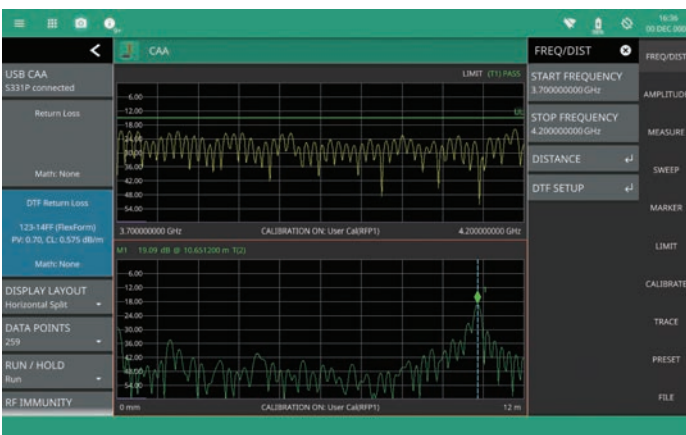 16:36
00 DEC 000
CAA
FREQ/DIST
FREQ/DIST
USB CAA
S331P connected
LIMIT (T1) PASS
START FREQUENCY
3.700000000 GHz
AMPLITUDE
Return Loss
6.00
12.00
18.00
30.00
36.00
42.00
48.00
54.00
STOP FREQUENCY
4.200000000 GHz
MEASURE
Math: None
DISTANCE
SWEEP
DTF SETUP
DTF Return Loss
MARKER
123-14FF (FlexForm)
PV: 0.70, CL: 0.575 dB/m
3.700000000 GHz
CALIBRATION ON: User Cal(RFP1)
4.200000000 GHz
M1 19.09 dB @ 10.651200 m T(2)
LIMIT
Math: None
6.00
12.00
18.00
24.00
30.00
36.00
42.00
54.00
DISPLAY LAYOUT
Horizontal Split
CALIBRATE
DATA POINTS
259
TRACE
RUN / HOLD
Run
PRESET
RF IMMUNITY
0 mm
CALIBRATION ON: User Cal(RFP1)
12 m
FILE